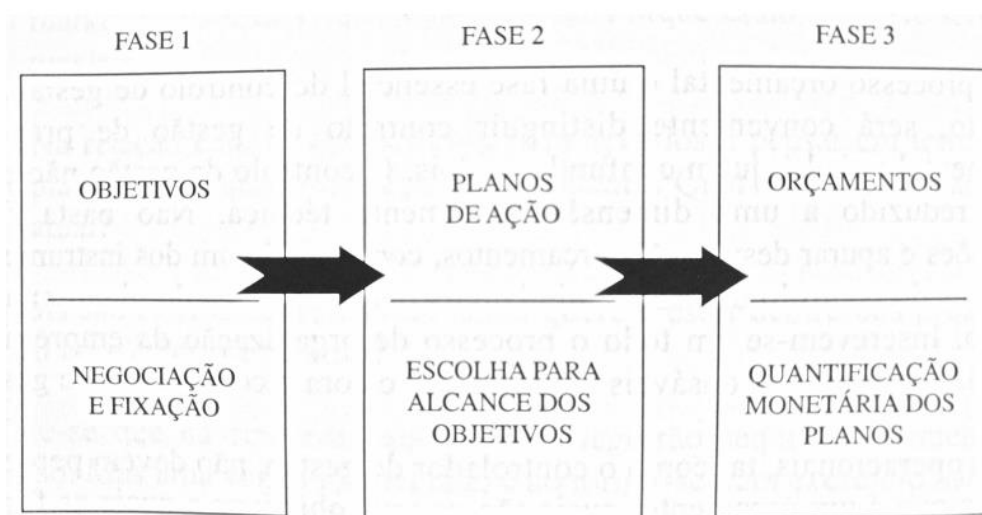 FASE 1
OBJETIVOS
NEGOCIAÇÃO
E FIXAÇÃO
FASE 2
PLANOS
DE AÇÃO
ESCOLHA PARA
ALCANCE DOS
OBJETIVOS
FASE 3
ORÇAMENTOS
QUANTIFICAÇÃO
MONETÁRIA DOS
PLANOS